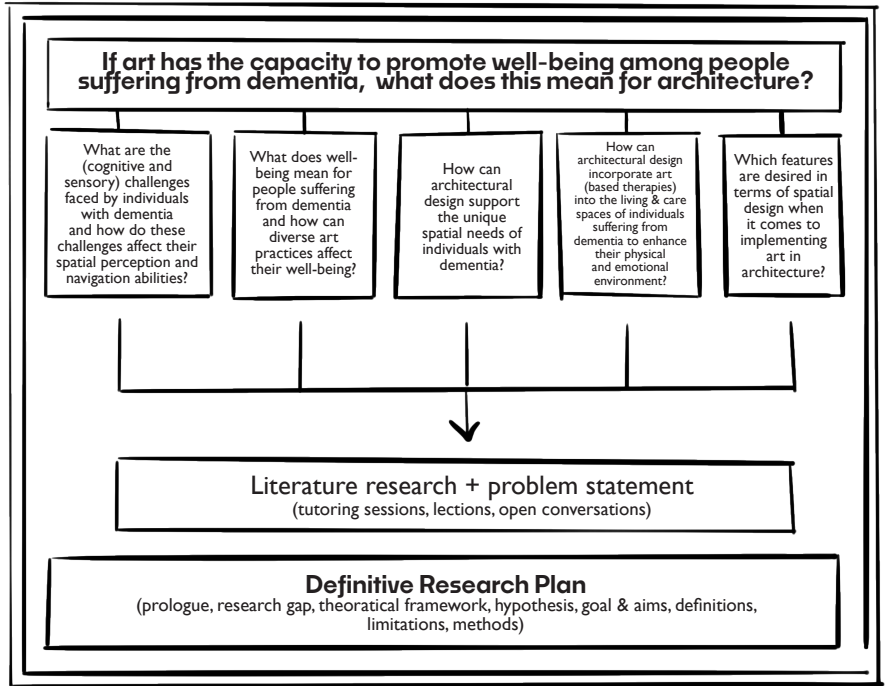 If art has the capacity to promote well-being among people
suffering from dementia, what does this mean for architecture?
What are the
(cognitive and
sensory) challenges
faced by individuals
with dementia
and how do these
challenges affect their
spatial perception and
navigation abilities?
What does well-
being mean for
people suffering
from dementia
and how can
diverse art
practices affect
their well-being?
How can
architectural
design support
the unique
spatial needs of
individuals with
dementia?
How can
architectural design
incorporate art
(based therapies)
into the living & care
spaces of individuals
suffering from
dementia to enhance
their physical
and emotional
environment?
Which features
are desired in
terms of spatial
design when
it comes to
implementing
art in
architecture?
Literature research + problem statement
(tutoring sessions, lections, open conversations)
Definitive Research Plan
(prologue, research gap, theoratical framework, hypothesis, goal & aims, definitions,
limitations, methods)